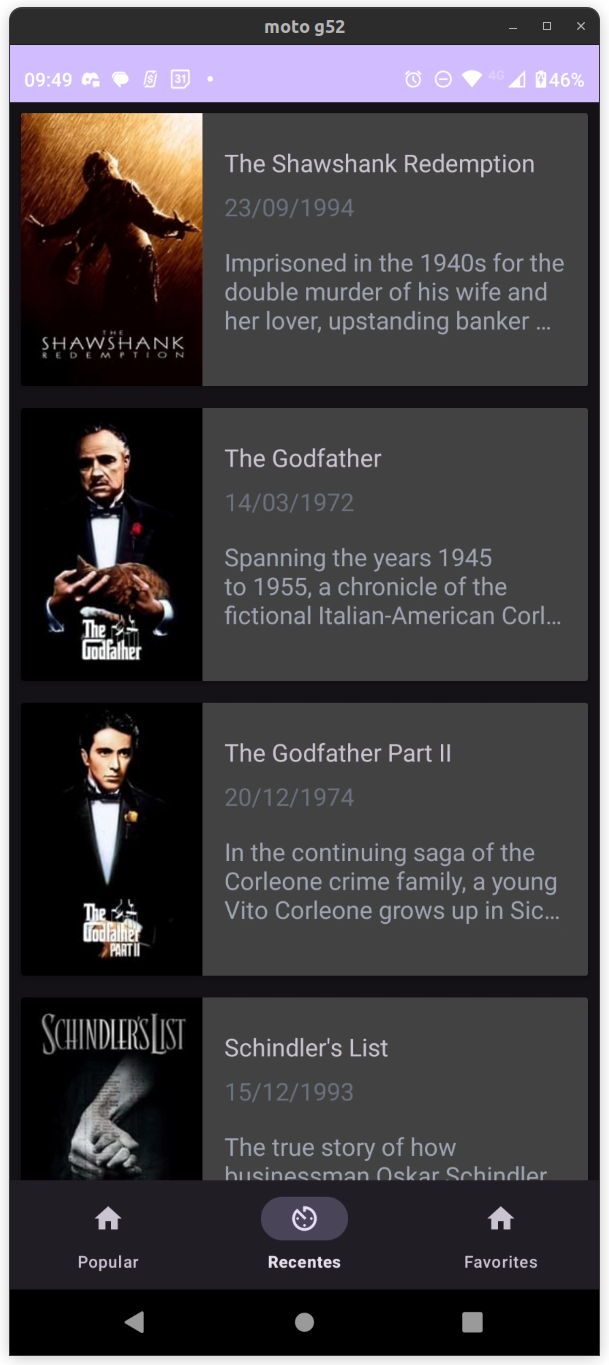 moto g52
09:49
31
4G
46%
THE
SHAWSHANK
REDEMPTION
The Shawshank Redemption
23/09/1994
Imprisoned in the 1940s for the
double murder of his wife and
her lover, upstanding banker …
The
Godfather
The Godfather
14/03/1972
Spanning the years 1945
to 1955, a chronicle of the
fictional Italian-American Corl…
The
Godfather
PART II
The Godfather Part II
20/12/1974
In the continuing saga of the
Corleone crime family, a young
Vito Corleone grows up in Sic…
SCHINDLER'S LIST
Schindler's List
15/12/1993
The true story of how
businessman Oskar Schindler
Popular
Recentes
Favorites